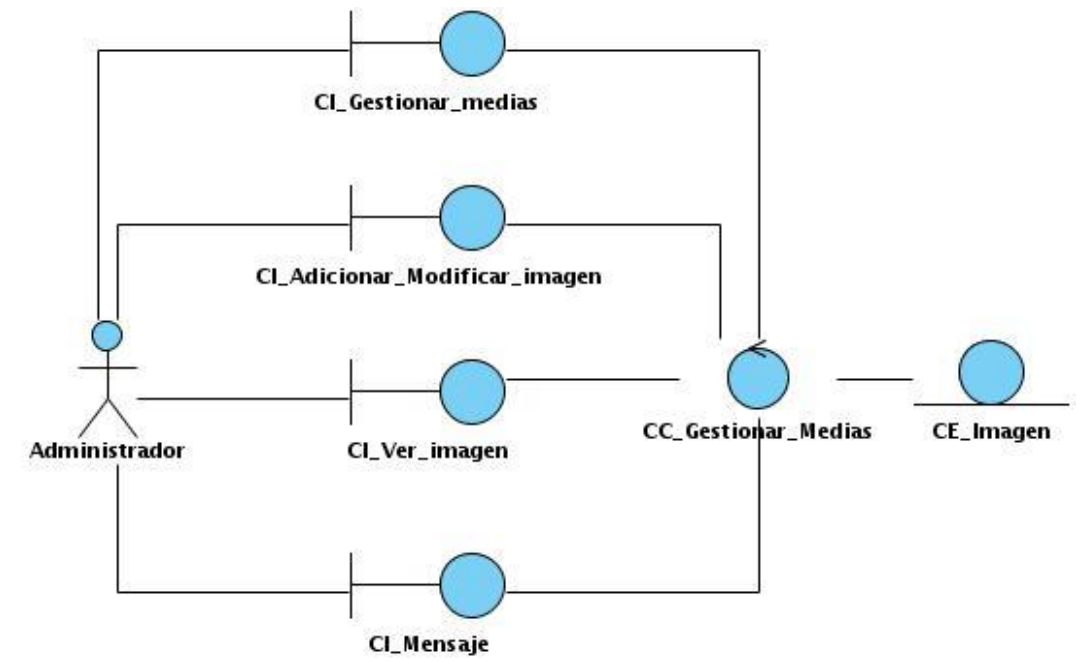 CI_Gestionar_medias
CI_Adicionar_Modificar_imagen
Administrador
CI_Ver_imagen
CC_Gestionar_Medias
CE_Imagen
CI_Mensaje